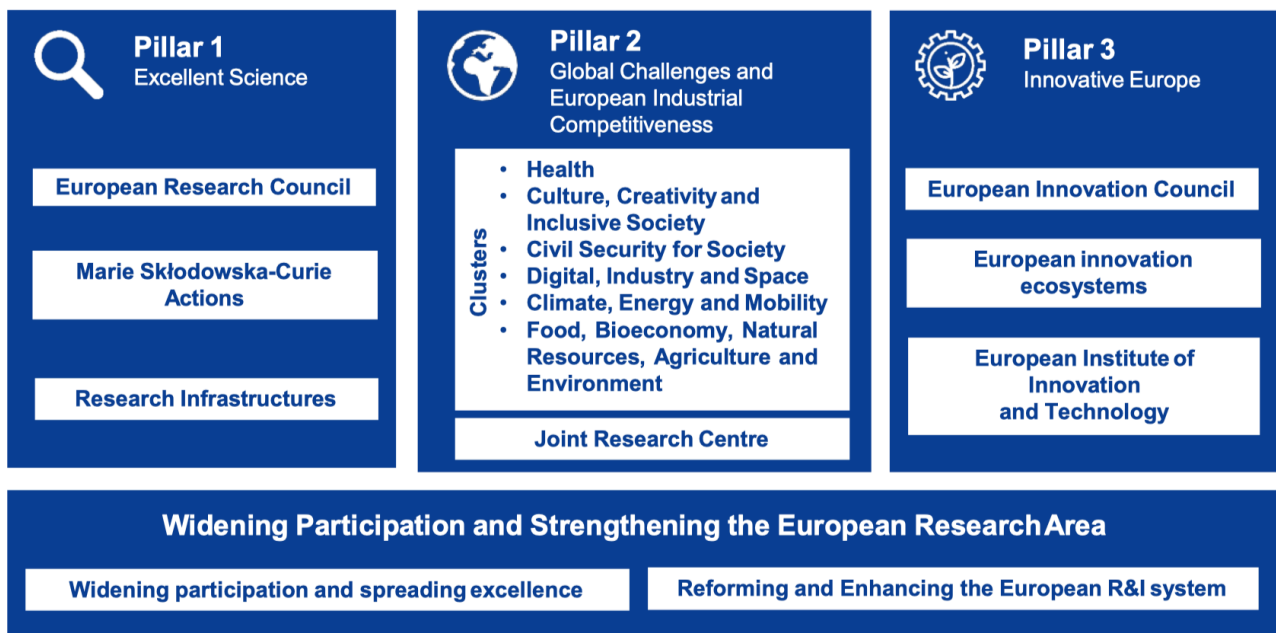 Pillar 1
Excellent Science
European Research Council
Marie Skłodowska-Curie
Actions
Research Infrastructures
Pillar 2
Global Challenges and
European Industrial
Competitiveness
Clusters
• Health
• Culture, Creativity and
Inclusive Society
• Civil Security for Society
• Digital, Industry and Space
• Climate, Energy and Mobility
• Food, Bioeconomy, Natural
Resources, Agriculture and
Environment
Joint Research Centre
Pillar 3
Innovative Europe
European Innovation Council
European innovation
ecosystems
European Institute of
Innovation
and Technology
Widening Participation and Strengthening the European Research Area
Widening participation and spreading excellence
Reforming and Enhancing the European R&I system